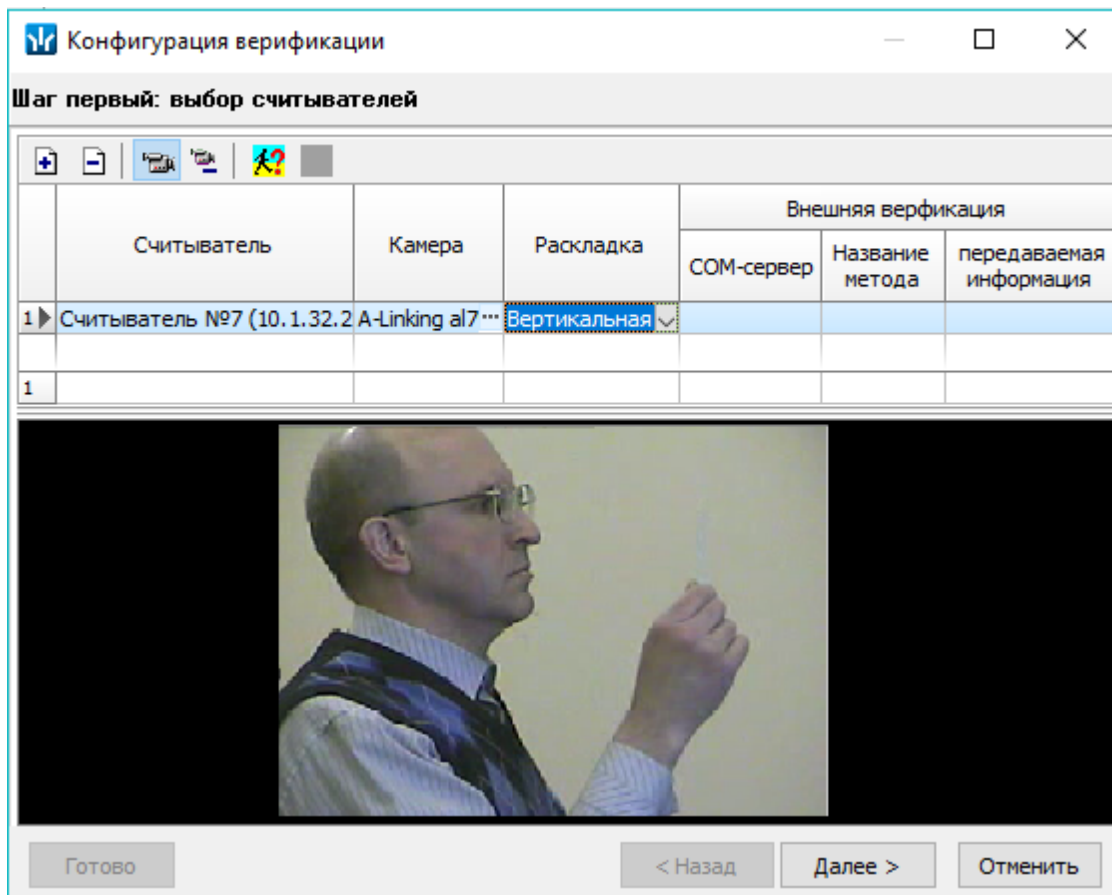 Конфигурация верификации
Шаг первый: выбор считывателей
Внешняя верфикация
Считыватель Камера Раскладка COM-сервер Название метода передаваемая информация
1 Считыватель №7 (10.1.32.2 A-Linking al7 ... Вертикальная
1
Готово < Назад Далее > Отменить